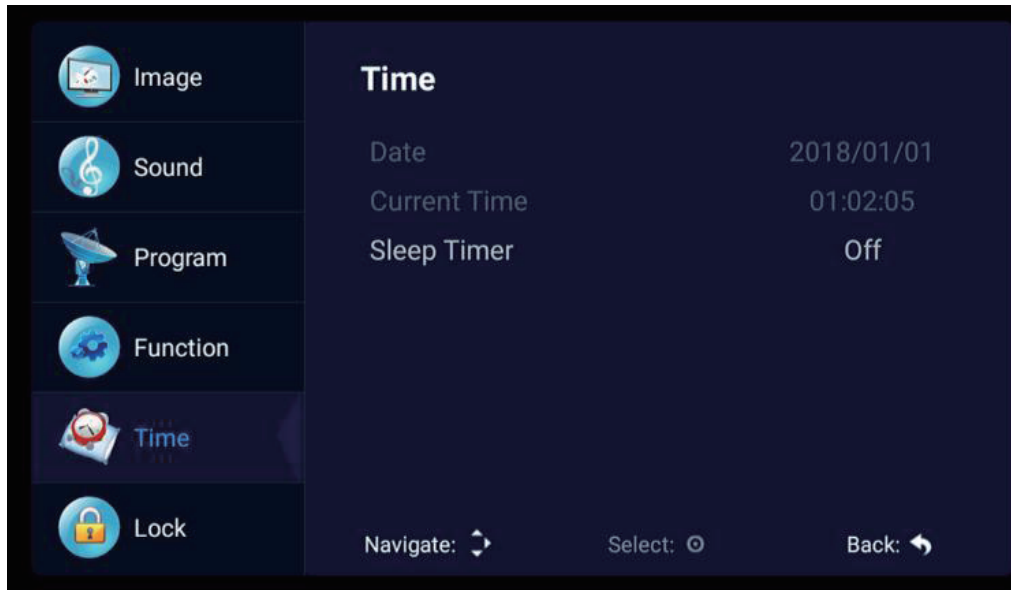 Image
Sound
Program
Function
Time
Lock
Time
Date 2018/01/01
Current Time 01:02:05
Sleep Timer Off
Navigate: Select: Back: